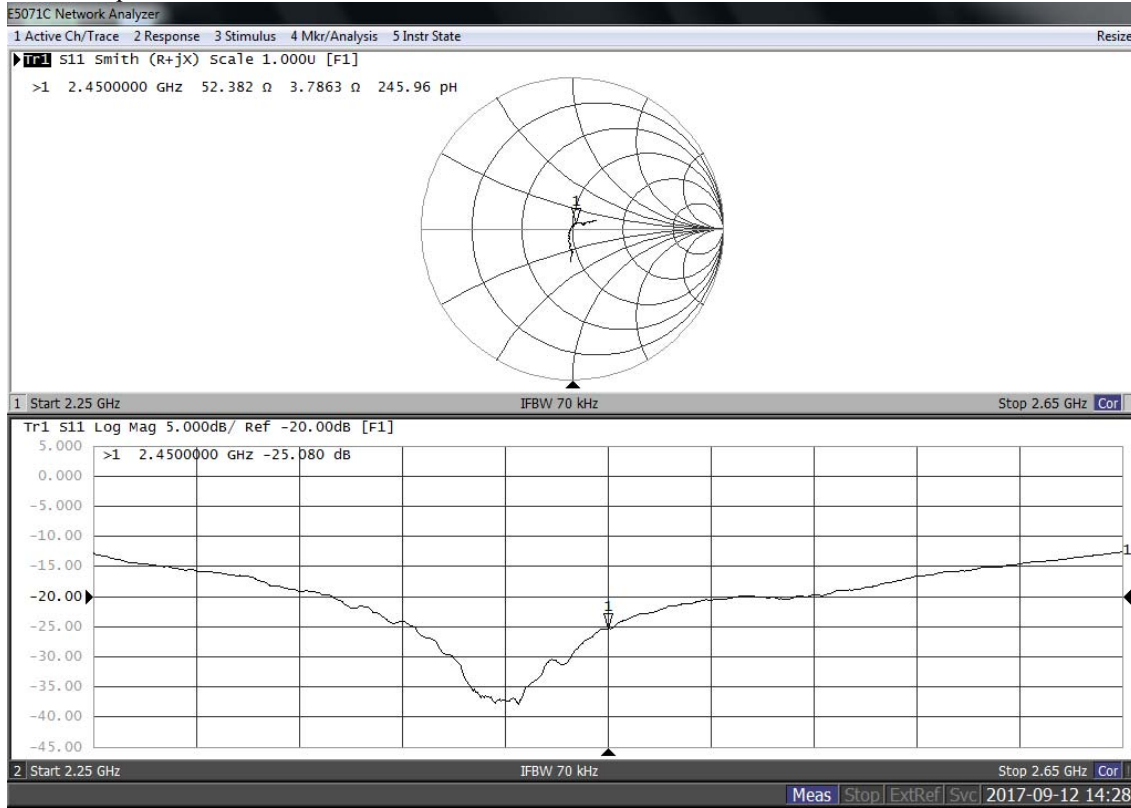 E5071C Network Analyzer
1 Active Ch/Trace 2 Response 3 Stimulus 4 Mkr/Analysis 5 Instr State Resize
Tr1 S11 Smith (R+jX) Scale 1.000U [F1]
>1 2.4500000 GHz 52.382 Ω 3.7863 Ω 245.96 pH
1
1 Start 2.25 GHz IFBW 70 kHz Stop 2.65 GHz Cor
Tr1 S11 Log Mag 5.000dB/ Ref -20.00dB [F1]
5.000
>1 2.4500000 GHz -25.080 dB
0.000
-5.000
-10.00
1
-15.00
-20.00
1
-25.00
-30.00
-35.00
-40.00
-45.00
2 Start 2.25 GHz IFBW 70 kHz Stop 2.65 GHz Cor
Meas Stop ExtRef Svc 2017-09-12 14:28